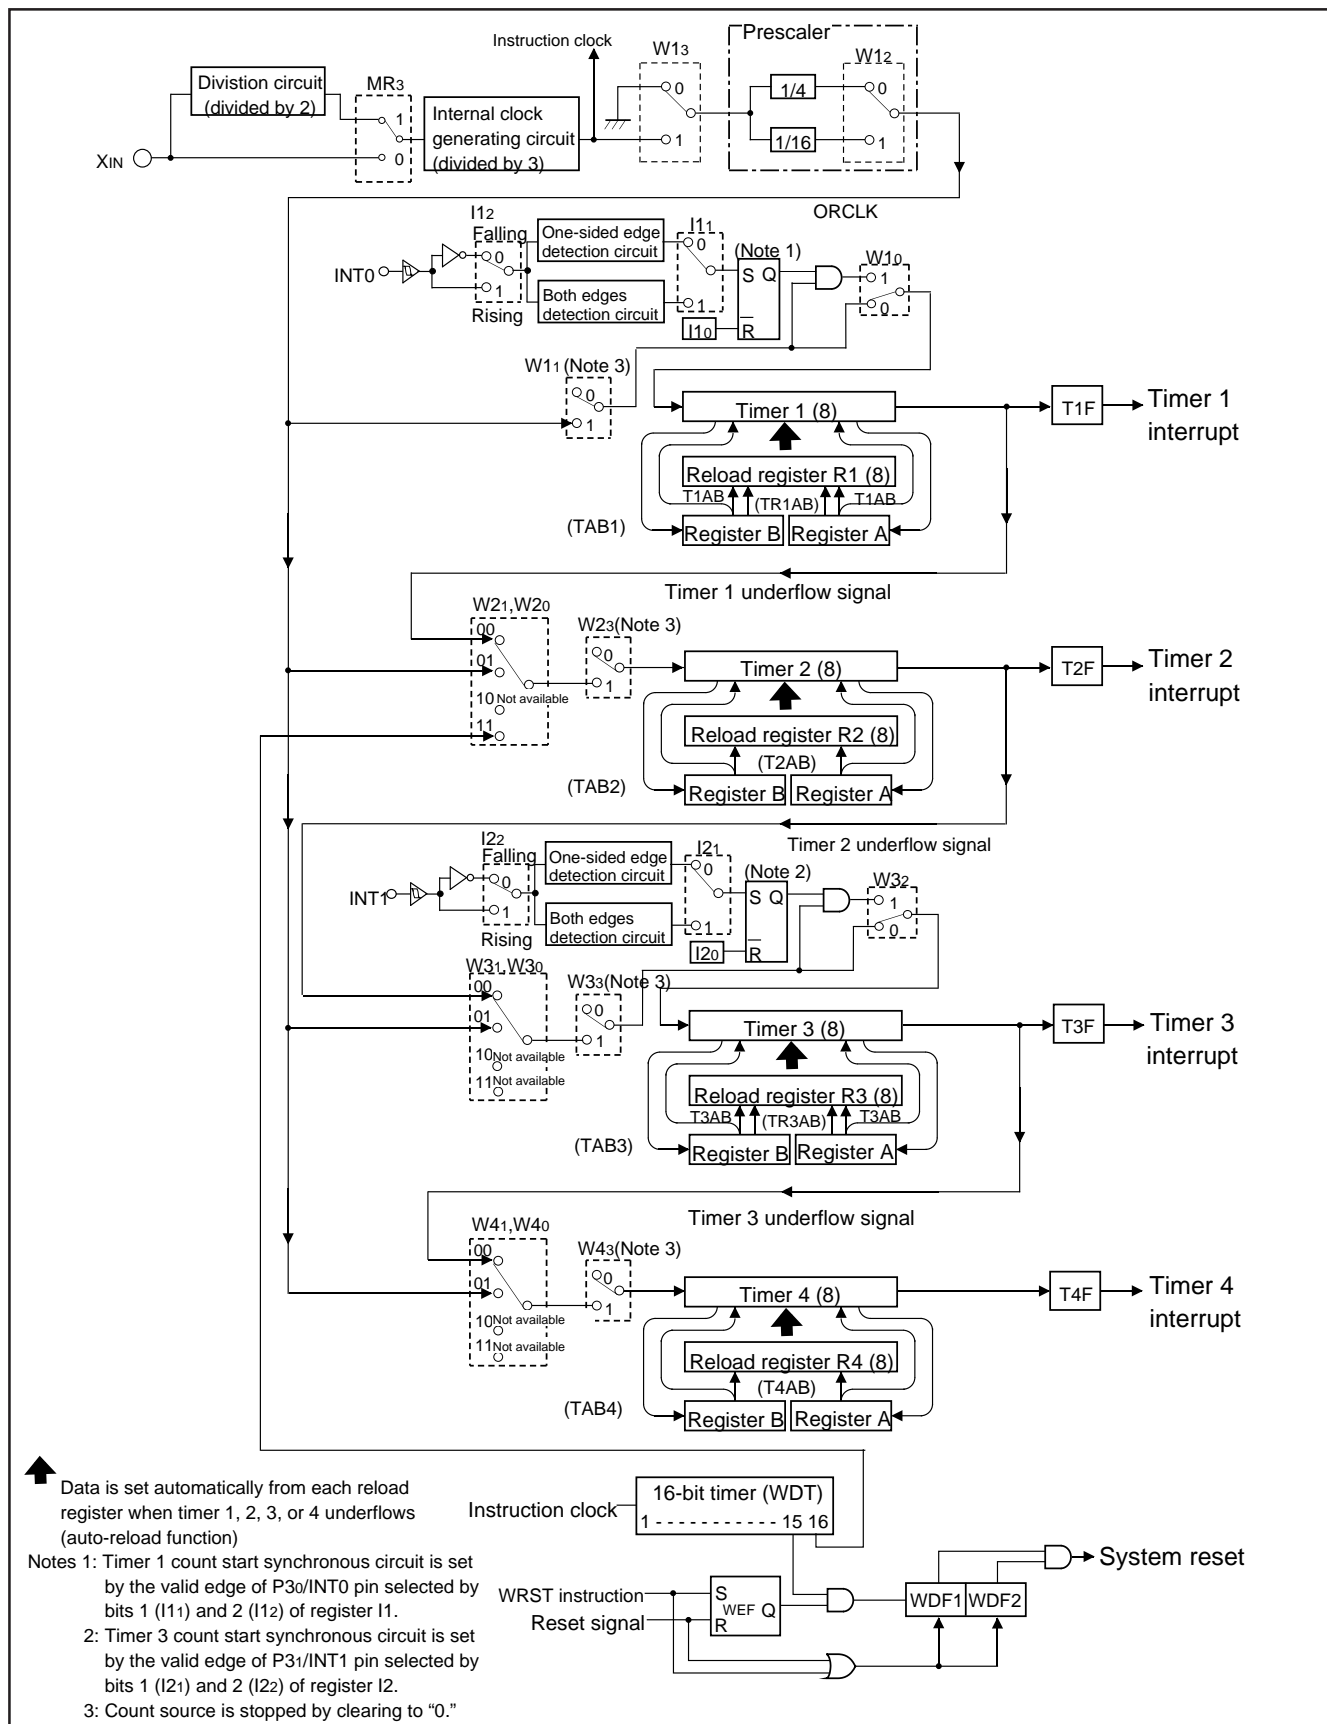 Instruction clock
W13
Prescaler
W12
Divistion circuit
(divided by 2)
MR3
1
0
Internal clock
generating circuit
(divided by 3)
0
1
1/4
1/16
0
1
XIN
ORCLK
I12
Falling
0
1
Rising
INT0
One-sided edge
detection circuit
Both edges
detection circuit
I11
0
1
(Note 1)
S Q
R
I10
W10
1
0
W11 (Note 3)
0
1
Timer 1 (8)
T1F
Timer 1
interrupt
Reload register R1 (8)
T1AB
(TR1AB)
T1AB
(TAB1)
Register B
Register A
Timer 1 underflow signal
W21,W20
00
01
10 Not available
11
W23(Note 3)
0
1
Timer 2 (8)
T2F
Timer 2
interrupt
Reload register R2 (8)
(T2AB)
(TAB2)
Register B
Register A
Timer 2 underflow signal
I22
Falling
0
1
Rising
INT1
One-sided edge
detection circuit
Both edges
detection circuit
I21
0
1
(Note 2)
S Q
R
I20
W32
1
0
W31,W30
00
01
10 Not available
11 Not available
W33(Note 3)
0
1
Timer 3 (8)
T3F
Timer 3
interrupt
Reload register R3 (8)
T3AB
(TR3AB)
T3AB
(TAB3)
Register B
Register A
Timer 3 underflow signal
W41,W40
00
01
10 Not available
11 Not available
W43(Note 3)
0
1
Timer 4 (8)
T4F
Timer 4
interrupt
Reload register R4 (8)
(T4AB)
(TAB4)
Register B
Register A
Data is set automatically from each reload
register when timer 1, 2, 3, or 4 underflows
(auto-reload function)
Notes 1: Timer 1 count start synchronous circuit is set
by the valid edge of P30/INT0 pin selected by
bits 1 (I11) and 2 (I12) of register I1.
2: Timer 3 count start synchronous circuit is set
by the valid edge of P31/INT1 pin selected by
bits 1 (I21) and 2 (I22) of register I2.
3: Count source is stopped by clearing to “0.”
Instruction clock
16-bit timer (WDT)
1 - - - - - - - - - - - 15 16
System reset
WRST instruction
Reset signal
S
WEF Q
R
WDF1 WDF2